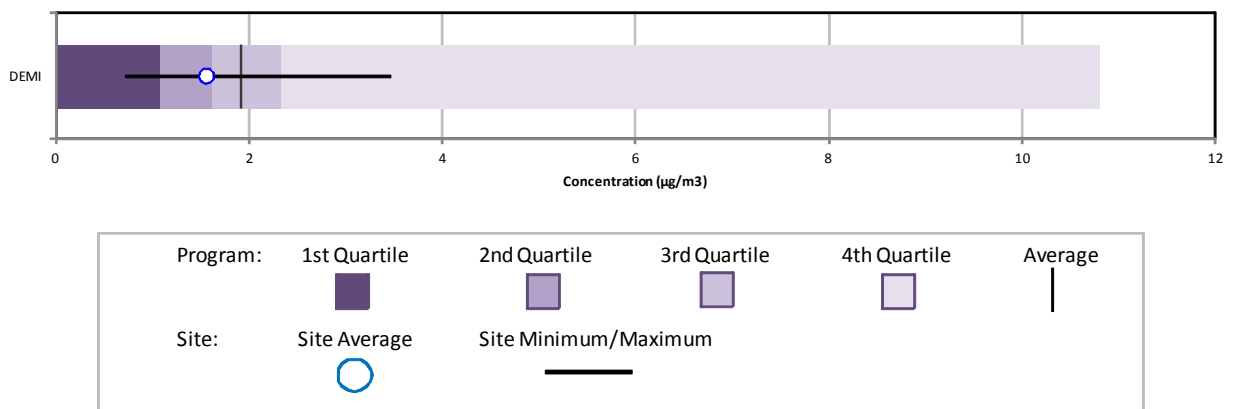 DEMI
0 2 4 6 8 10 12
Concentration (µg/m3)
Program: 1st Quartile 2nd Quartile 3rd Quartile 4th Quartile Average
Site: Site Average Site Minimum/Maximum